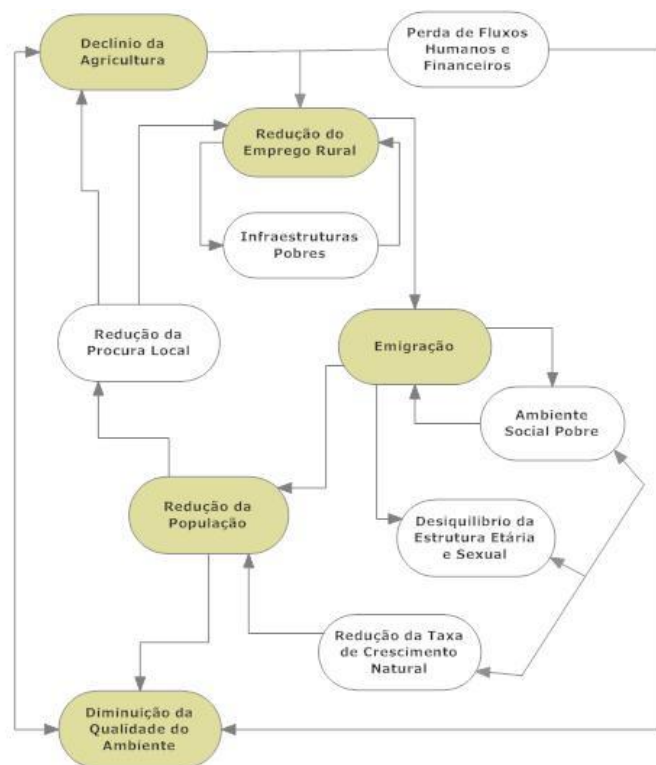 Declínio da
Agricultura
Perda de Fluxos
Humanos e
Financeiros
Redução do
Emprego Rural
Infraestruturas
Pobres
Redução da
Procura Local
Emigração
Ambiente
Social Pobre
Redução da
População
Desiquilibrio da
Estrutura Etária
e Sexual
Redução da Taxa
de Crescimento
Natural
Diminuição da
Qualidade do
Ambiente